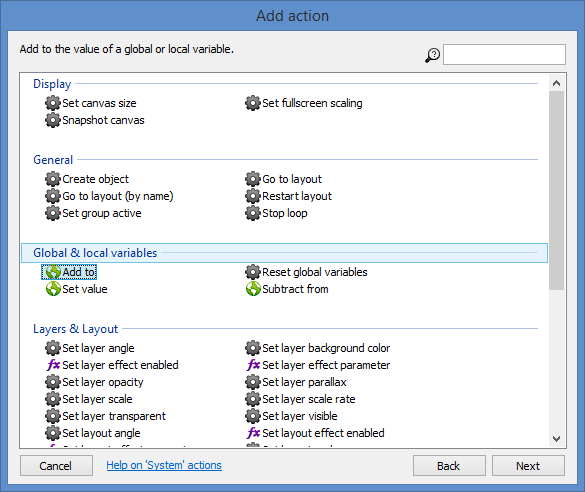 Add action
Add to the value of a global or local variable.
Display
Set canvas size Set fullscreen scaling
Snapshot canvas
General
Create object Go to layout
Go to layout (by name) Restart layout
Set group active Stop loop
Global & local variables
Add to Reset global variables
Set value Subtract from
Layers & Layout
Set layer angle Set layer background color
fx Set layer effect enabled fx Set layer effect parameter
Set layer opacity Set layer parallax
Set layer scale Set layer scale rate
Set layer transparent Set layer visible
Set layout angle fx Set layout effect enabled
Cancel Help on 'System' actions Back Next